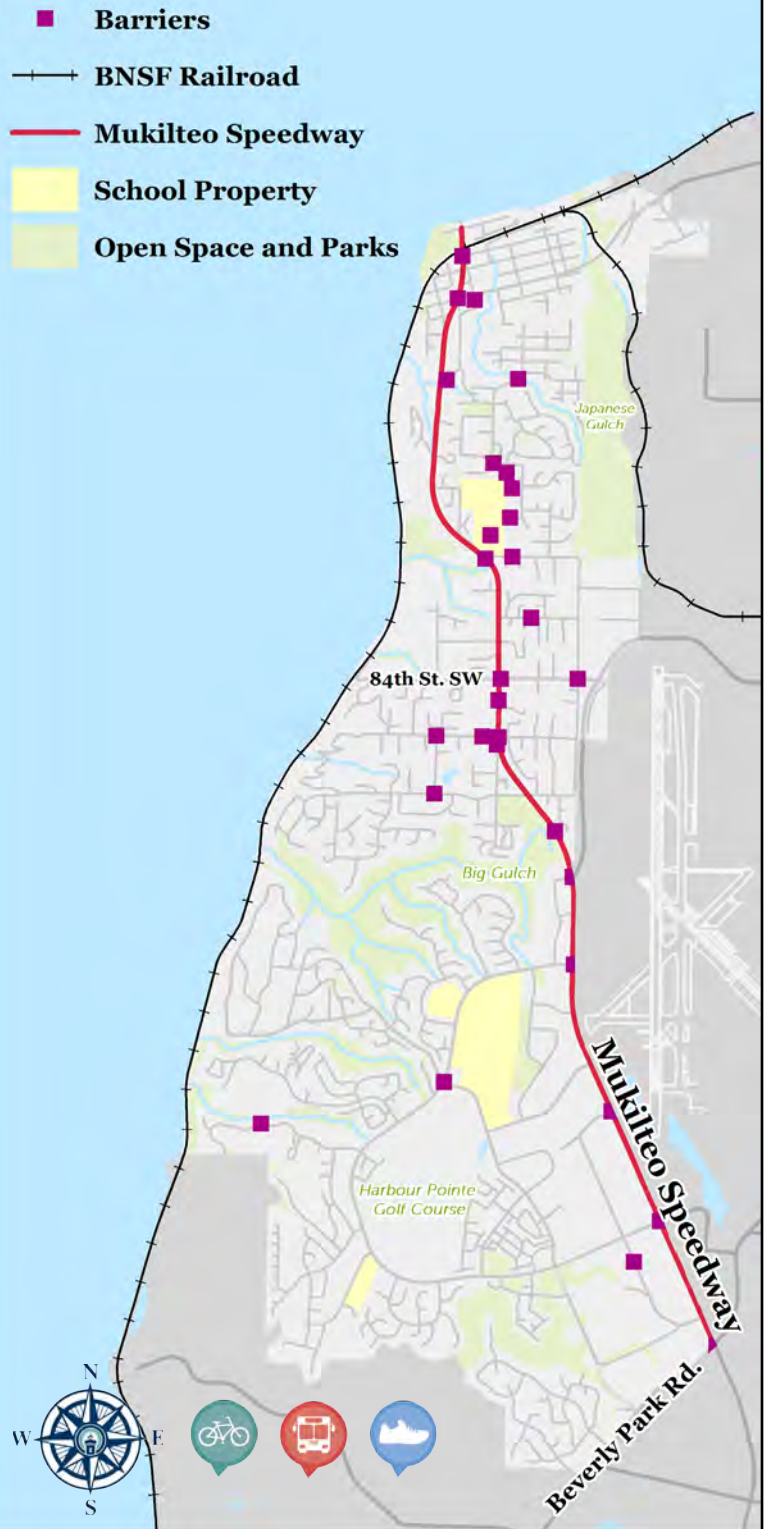 Barriers
BNSF Railroad
Mukilteo Speedway
School Property
Open Space and Parks
Japanese
Gulch
84th St. SW
Big Gulch
Mukilteo Speedway
Harbour Pointe
Golf Course
Beverly Park Rd.
N
W
E
S